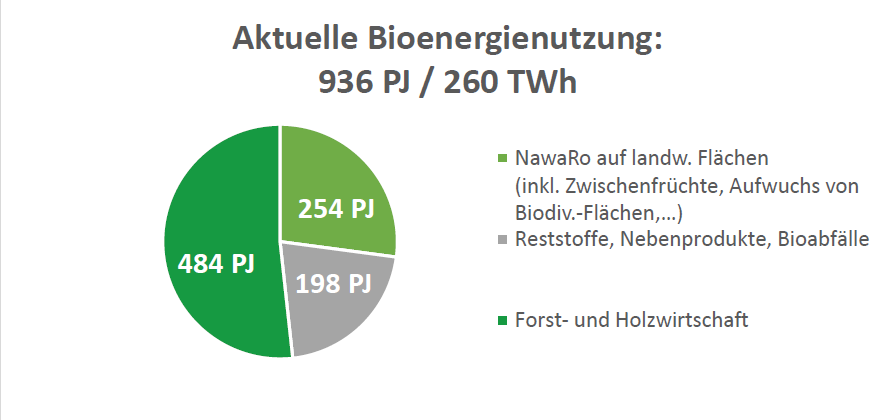 Aktuelle Bioenergienutzung:
936 PJ / 260 TWh
254 PJ
484 PJ
198 PJ
NawaRo auf landw. Flächen
(inkl. Zwischenfrüchte, Aufwuchs von
Biodiv.-Flächen,...)
Reststoffe, Nebenprodukte, Bioabfälle
Forst- und Holzwirtschaft